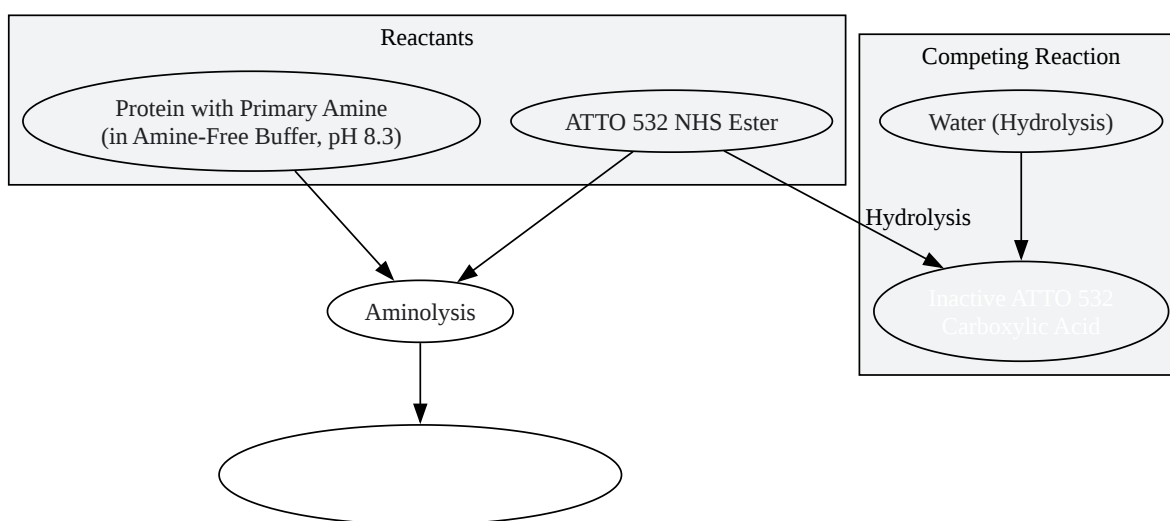 Reactants
Competing Reaction
Protein with Primary Amine
(in Amine-Free Buffer, pH 8.3)
ATTO 532 NHS Ester
Water (Hydrolysis)
Hydrolysis
Inactive ATTO 532
Carboxylic Acid
Aminolysis